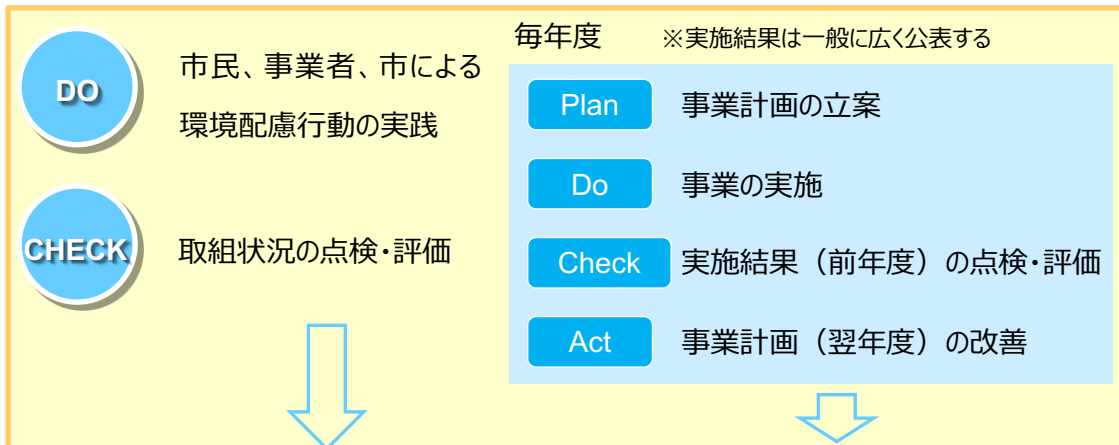 DO
市民、事業者、市による
環境配慮行動の実践
CHECK
取組状況の点検・評価
毎年度 ※実施結果は一般に広く公表する
Plan 事業計画の立案
Do 事業の実施
Check 実施結果（前年度）の点検・評価
Act 事業計画（翌年度）の改善